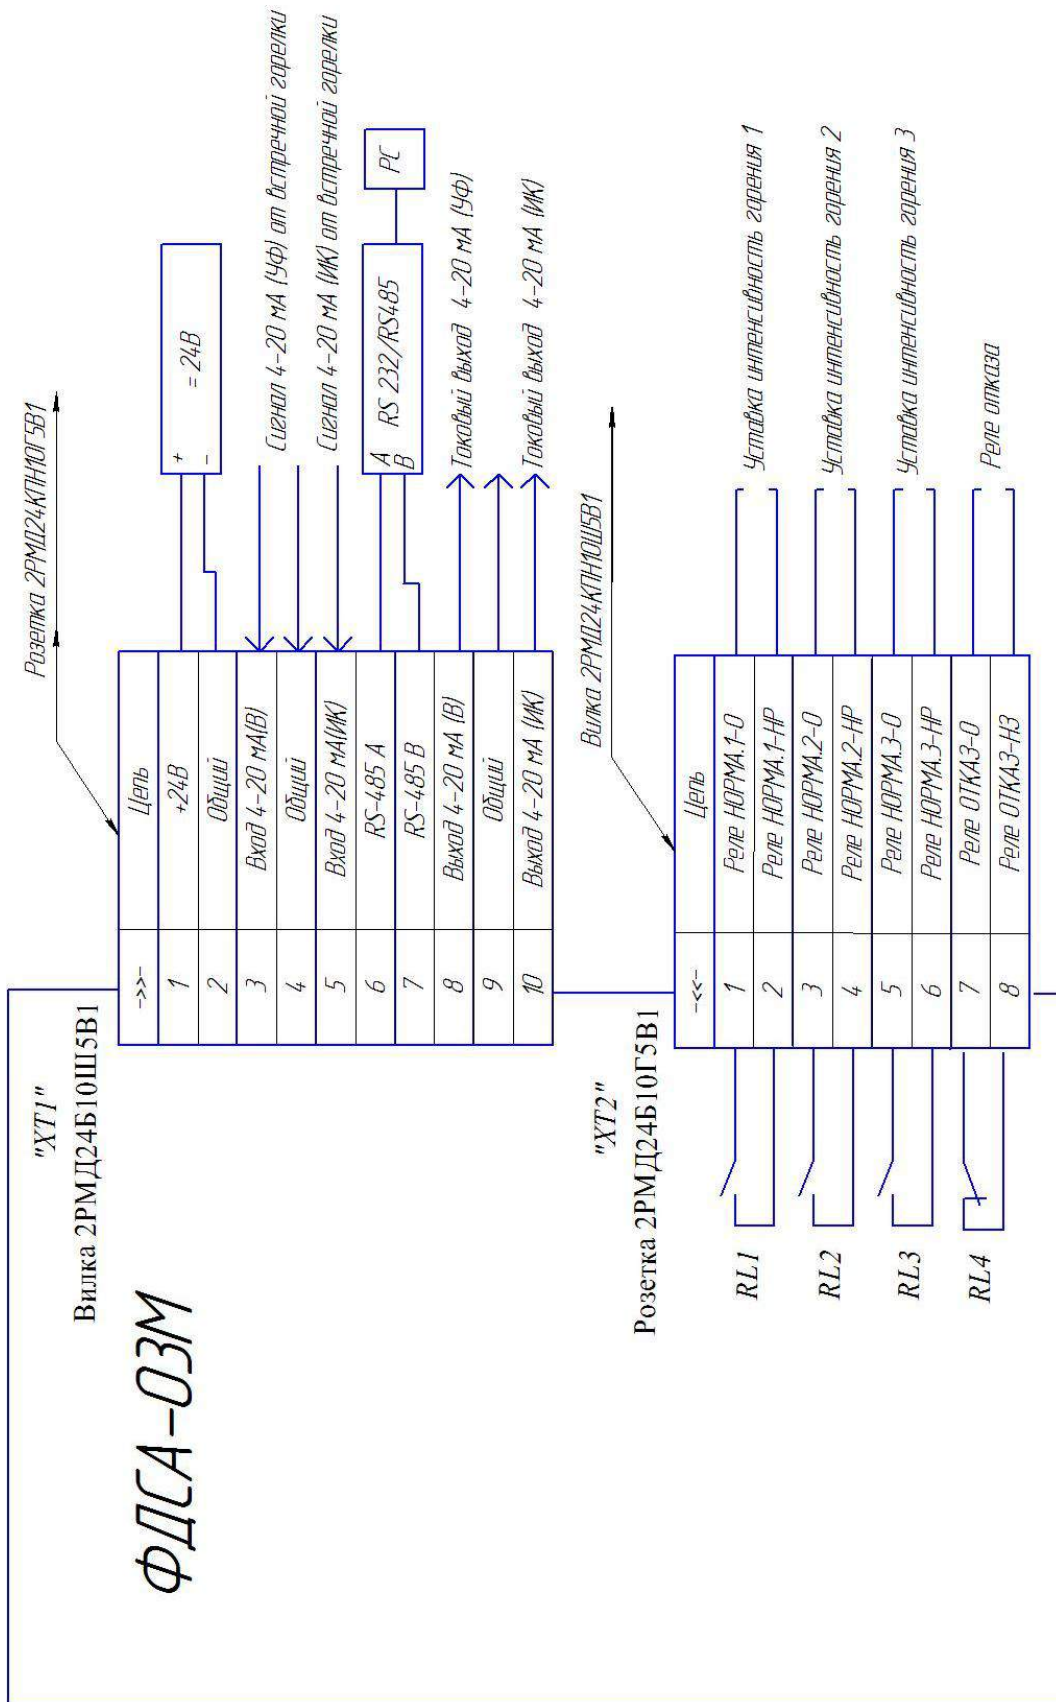 ФДСА-03М
"XT1"
Вилка 2РМД24Б10Ш5В1
Розетка 2РМД24КПН10Г5В1
->>>- Цепь
1 +24В
2 Общий
3 Вход 4-20 мА(В)
4 Общий
5 Вход 4-20 мА(ИК)
6 RS-485 А
7 RS-485 В
8 Выход 4-20 мА (В)
9 Общий
10 Выход 4-20 мА (ИК)
+
= 24В
–
Сигнал 4-20 мА (УФ) от встречной горелки
Сигнал 4-20 мА (ИК) от встречной горелки
A
B
RS 232/RS485
PC
Токовый выход 4-20 мА (УФ)
Токовый выход 4-20 мА (ИК)
"XT2"
Розетка 2РМД24Б10Г5В1
Вилка 2РМД24КПН10Ш5В1
-<<- Цепь
1 Реле НОРМА.1-О
2 Реле НОРМА.1-НР
3 Реле НОРМА.2-О
4 Реле НОРМА.2-НР
5 Реле НОРМА.3-О
6 Реле НОРМА.3-НР
7 Реле ОТКАЗ-О
8 Реле ОТКАЗ-НЗ
RL1
RL2
RL3
RL4
Уставка интенсивность горения 1
Уставка интенсивность горения 2
Уставка интенсивность горения 3
Реле отказа